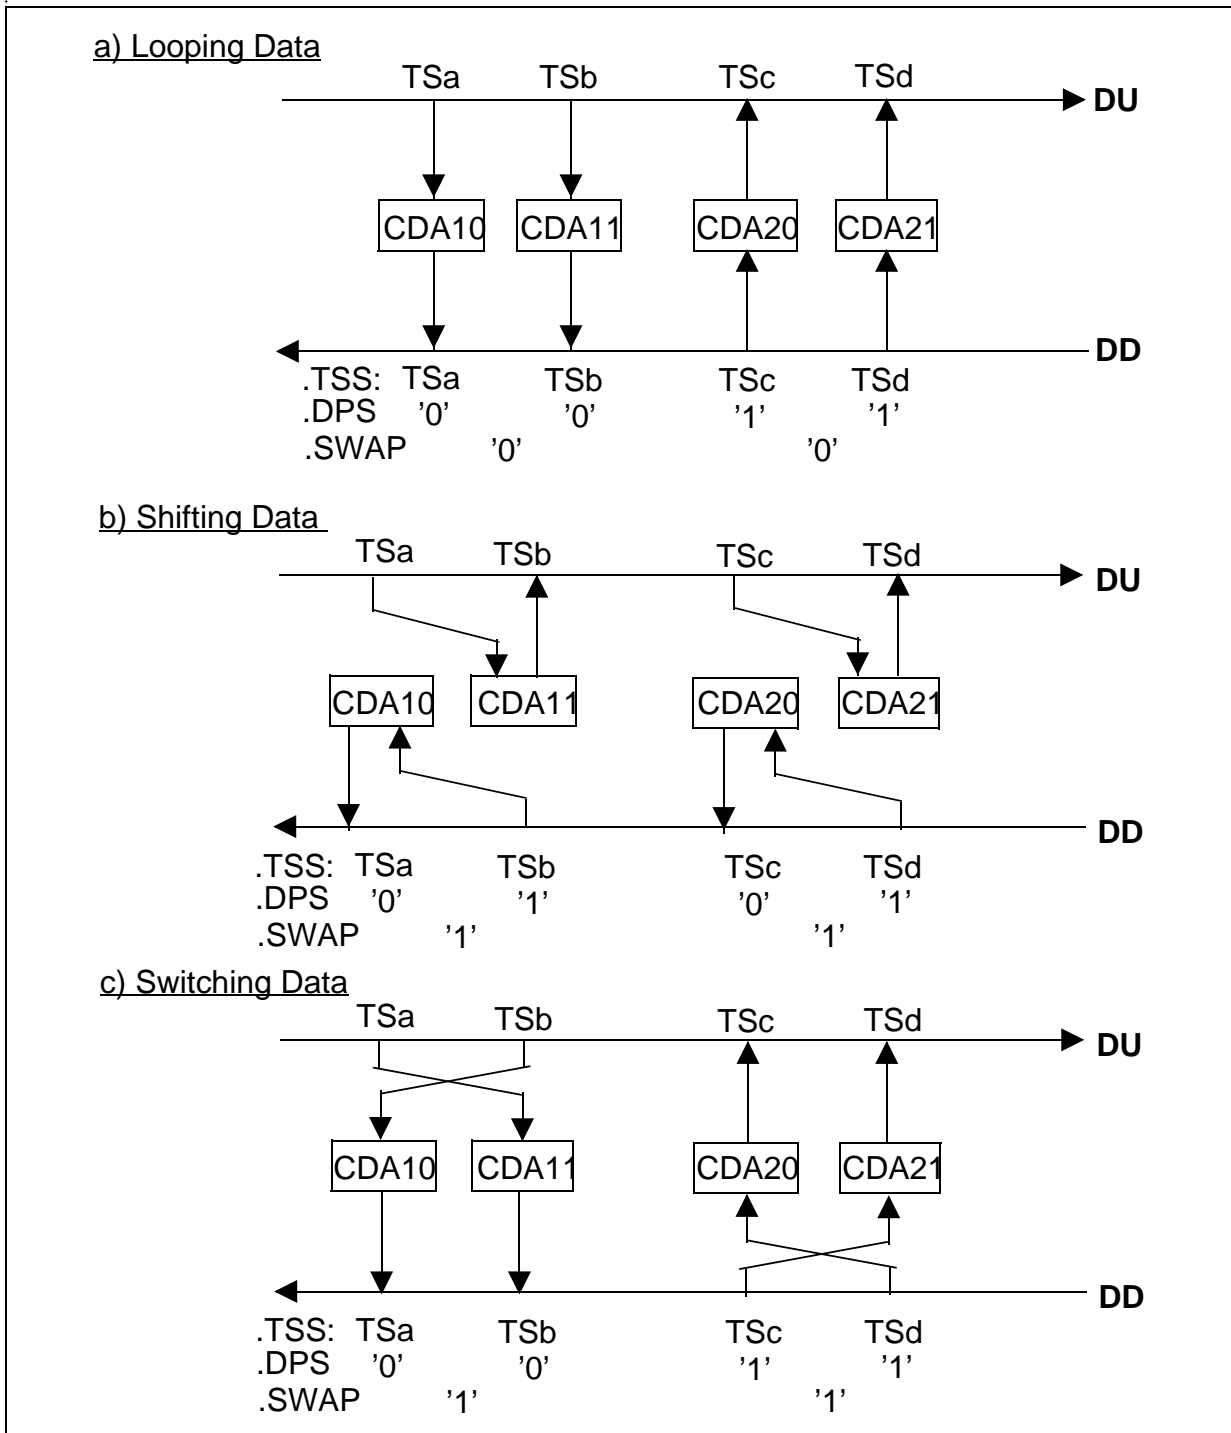 a) Looping Data
TSa TSb TSc TSd
DU
CDA10 CDA11 CDA20 CDA21
DD
.TSS: TSa TSb TSc TSd
.DPS ’0’ ’0’ ’1’ ’1’
.SWAP ’0’ ’0’
b) Shifting Data
TSa TSb TSc TSd
DU
CDA10 CDA11 CDA20 CDA21
DD
.TSS: TSa TSb TSc TSd
.DPS ’0’ ’1’ ’0’ ’1’
.SWAP ’1’ ’1’
c) Switching Data
TSa TSb TSc TSd
DU
CDA10 CDA11 CDA20 CDA21
DD
.TSS: TSa TSb TSc TSd
.DPS ’0’ ’0’ ’1’ ’1’
.SWAP ’1’ ’1’